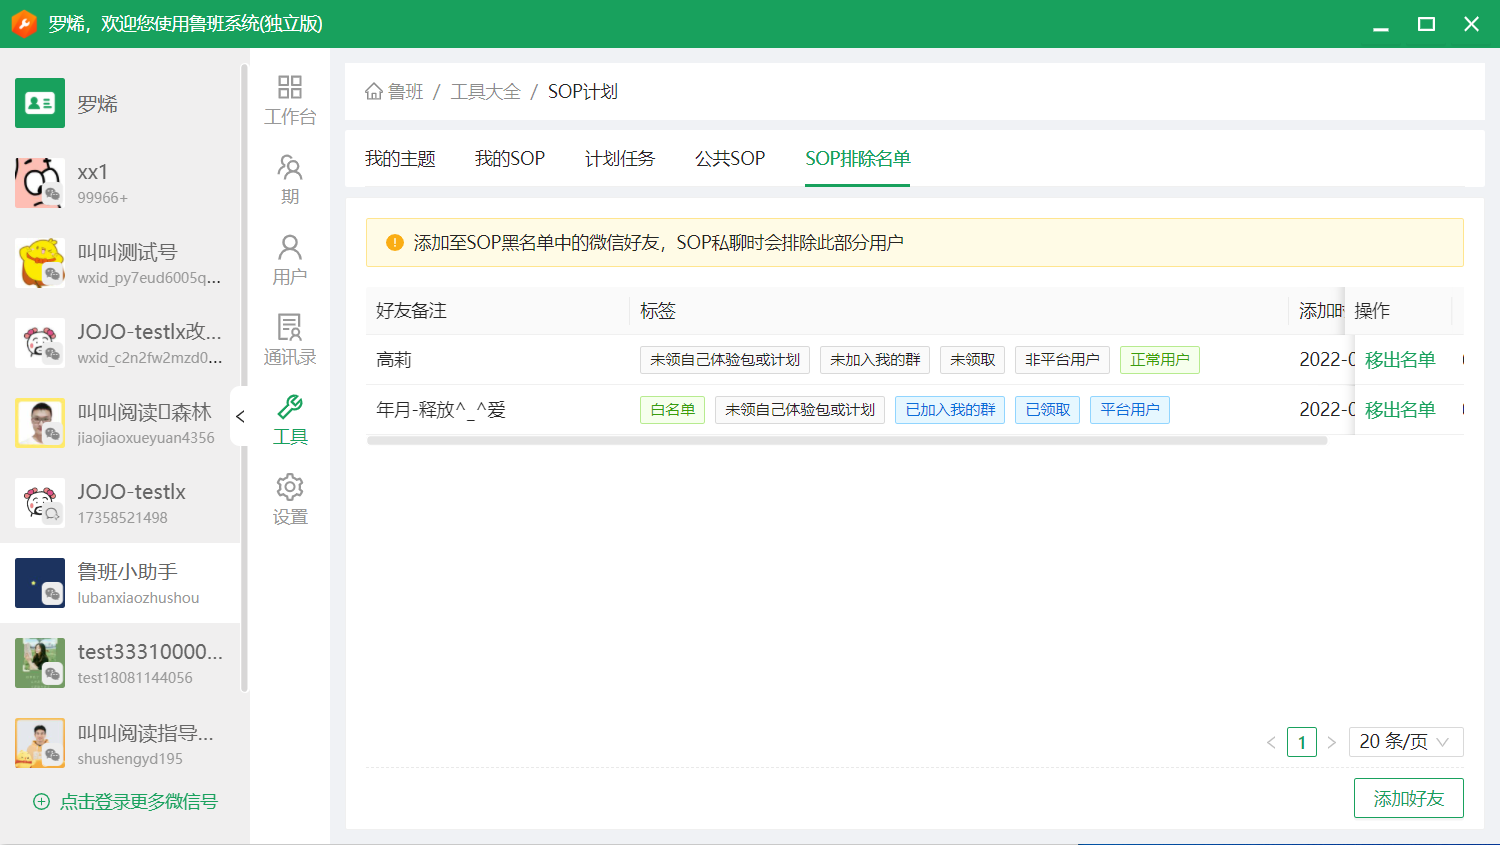 罗烯，欢迎您使用鲁班系统(独立版)
罗烯
xx1
99966+
叫叫测试号
wxid_py7eud6005q...
JOJO-testlx改...
wxid_c2n2fw2mzd0...
叫叫阅读▯森林
jiaojiaoxueyuan4356
JOJO-testlx
17358521498
鲁班小助手
lubanxiaozhushou
test33310000...
test18081144056
叫叫阅读指导...
shushengyd195
点击登录更多微信号
工作台
期
用户
通讯录
工具
设置
鲁班 / 工具大全 / SOP计划
我的主题 我的SOP 计划任务 公共SOP SOP排除名单
添加至SOP黑名单中的微信好友，SOP私聊时会排除此部分用户
好友备注 标签 添加时 操作
高莉 未领自己体验包或计划 未加入我的群 未领取 非平台用户 正常用户 2022-0 移出名单
年月-释放^_^爱 白名单 未领自己体验包或计划 已加入我的群 已领取 平台用户 2022-0 移出名单
< 1 > 20 条/页
添加好友